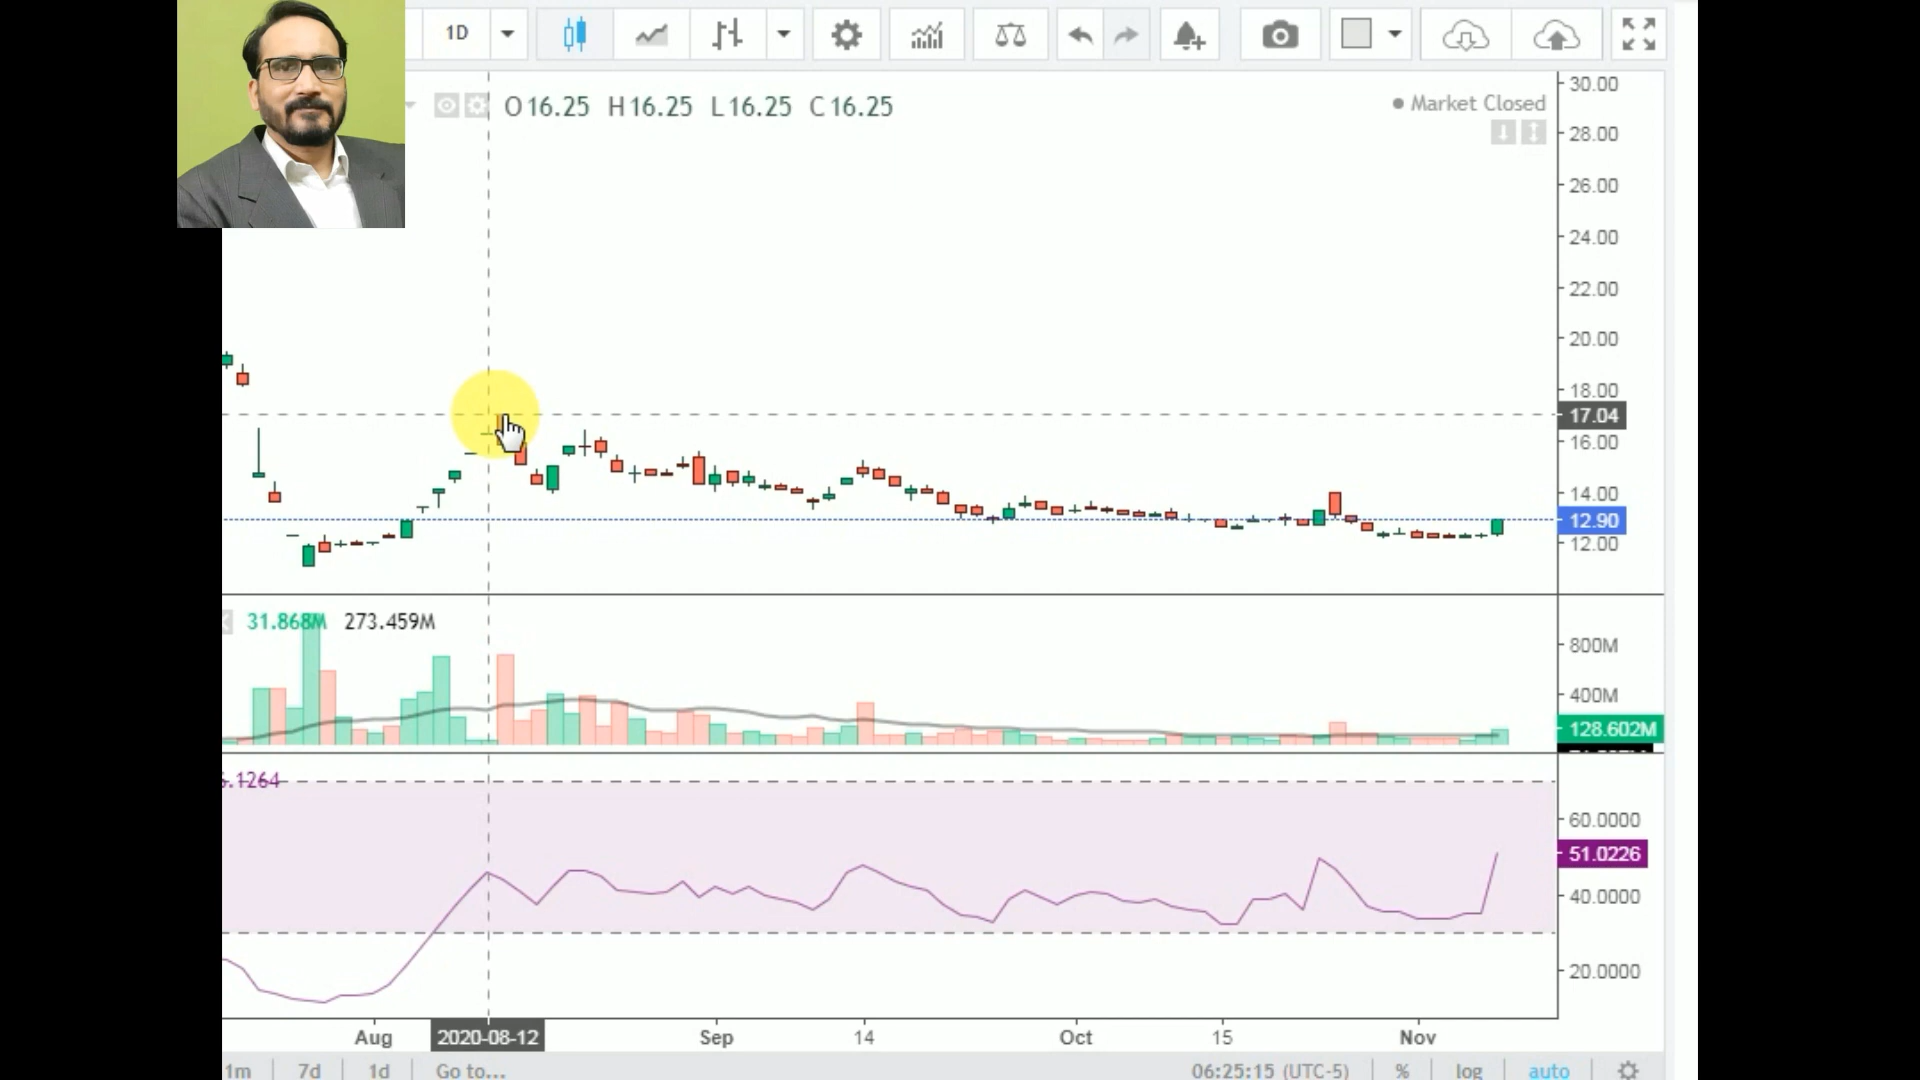 1D
O 16.25 H 16.25 L 16.25 C 16.25
Market Closed
30.00
28.00
26.00
24.00
22.00
20.00
18.00
17.04
16.00
14.00
12.90
12.00
31.868M 273.459M
800M
400M
128.602M
6.1264
60.0000
51.0226
40.0000
20.0000
Aug 2020-08-12 Sep 14 Oct 15 Nov
1m 7d 1d Go to... 06:25:15 (UTC-5) % log auto